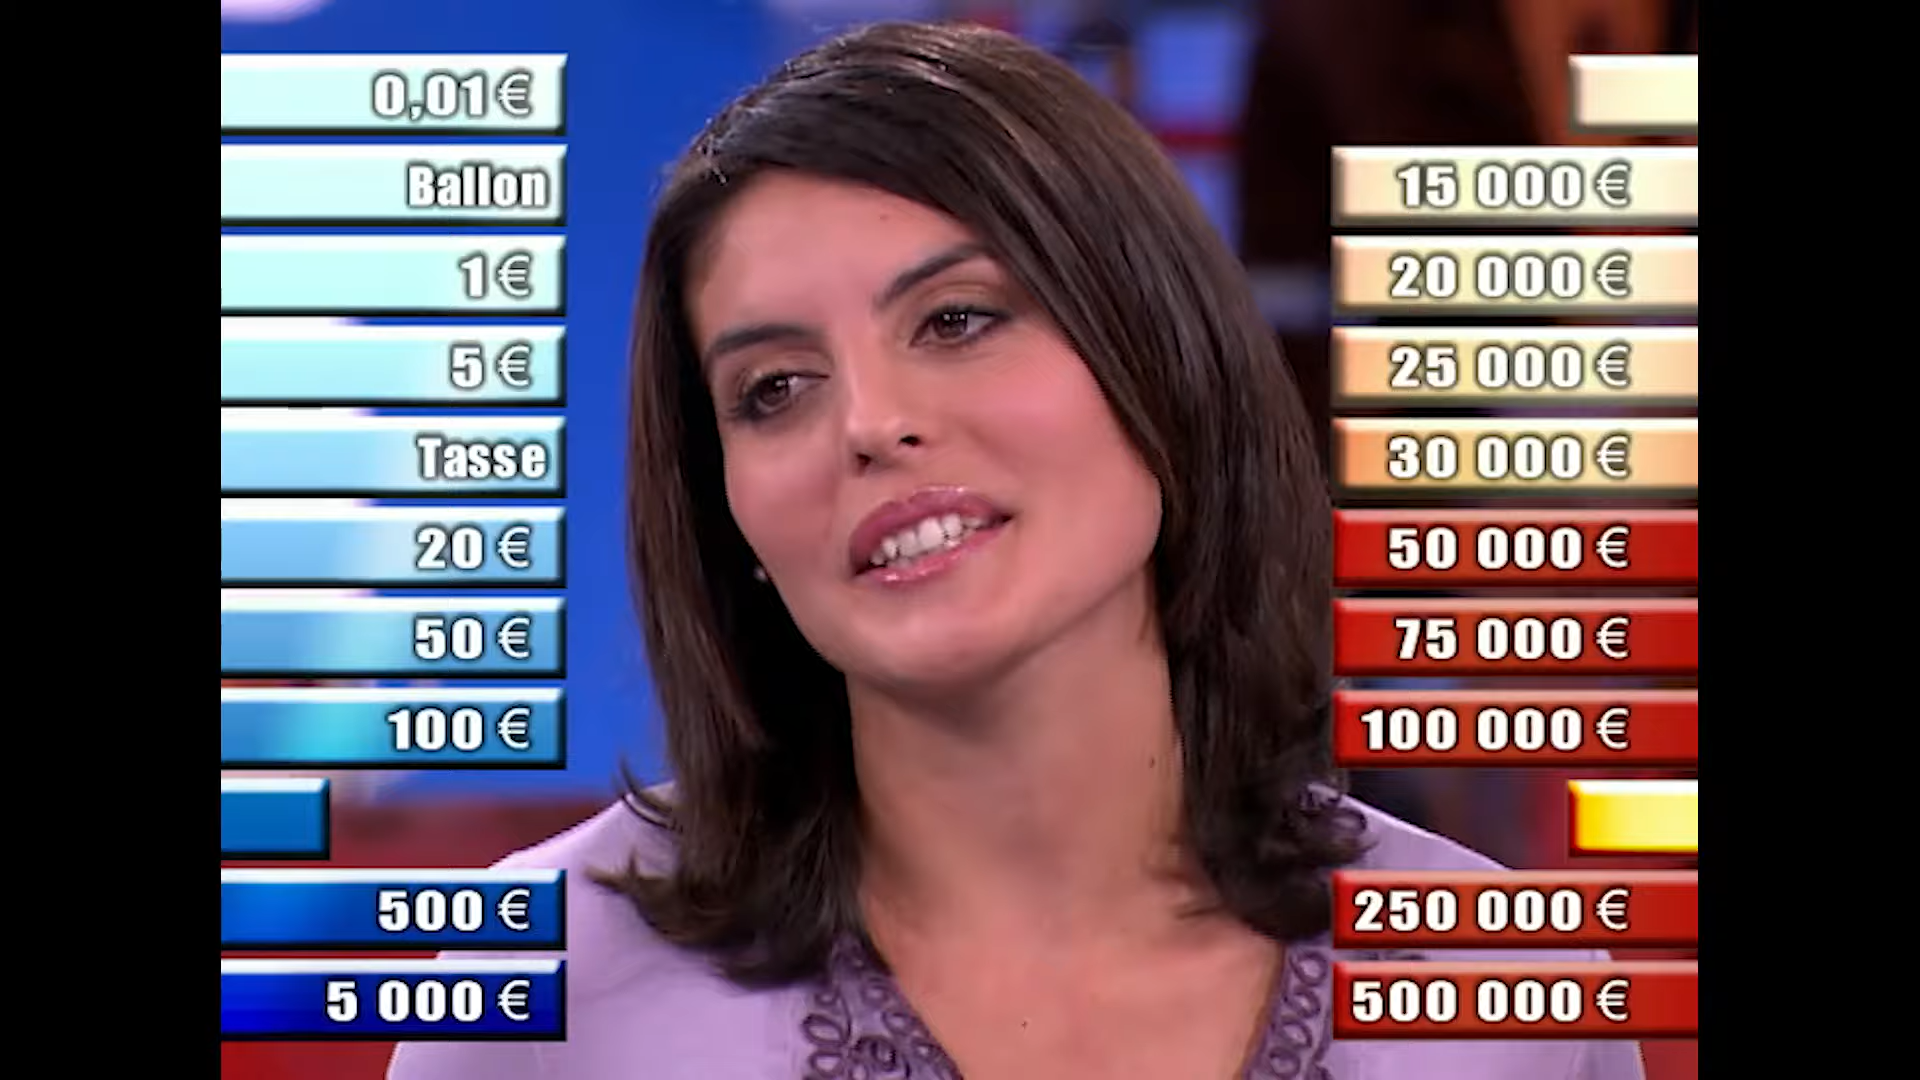 0,01 €
Ballon
1 €
5 €
Tasse
20 €
50 €
100 €
500 €
5 000 €
15 000 €
20 000 €
25 000 €
30 000 €
50 000 €
75 000 €
100 000 €
250 000 €
500 000 €